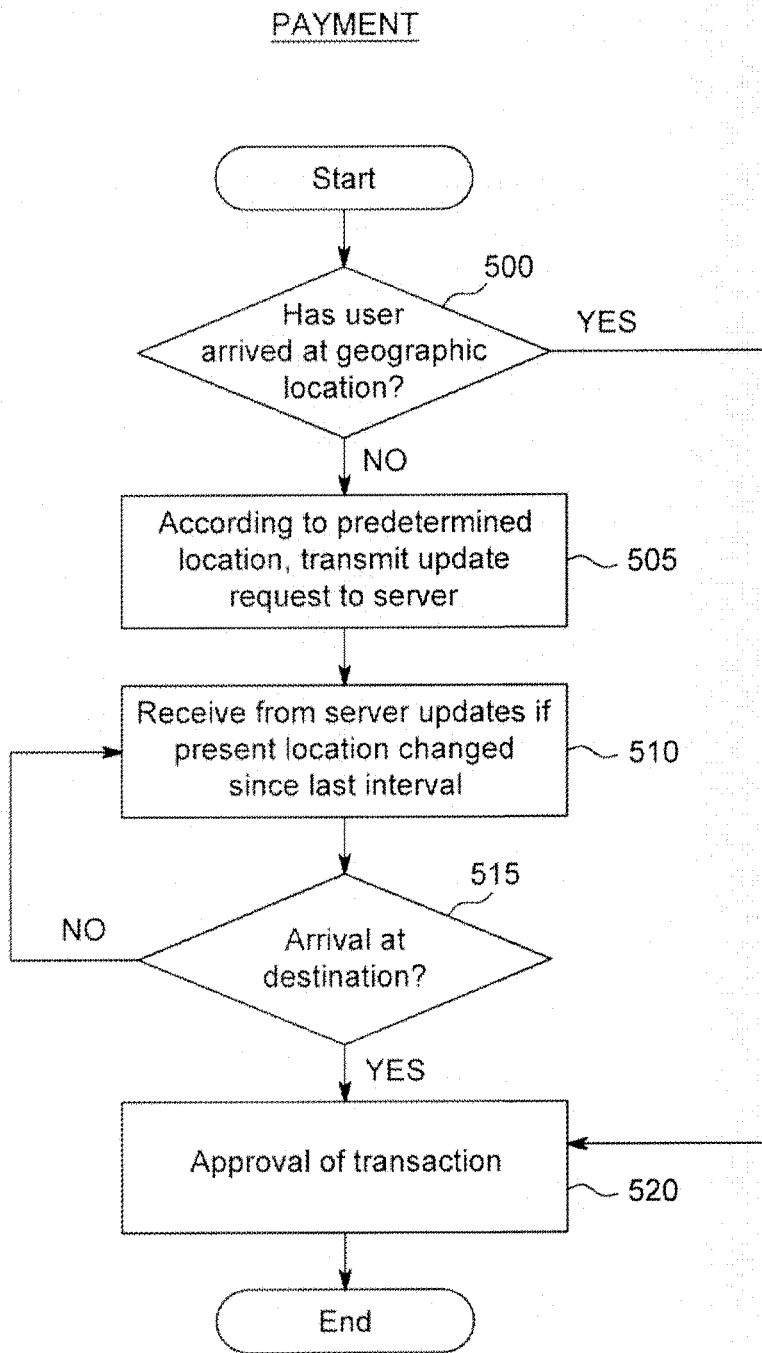 PAYMENT
Start
500
Has user
arrived at geographic
location?
YES
NO
According to predetermined
location, transmit update
request to server
505
Receive from server updates if
present location changed
since last interval
510
515
NO
Arrival at
destination?
YES
Approval of transaction
520
End